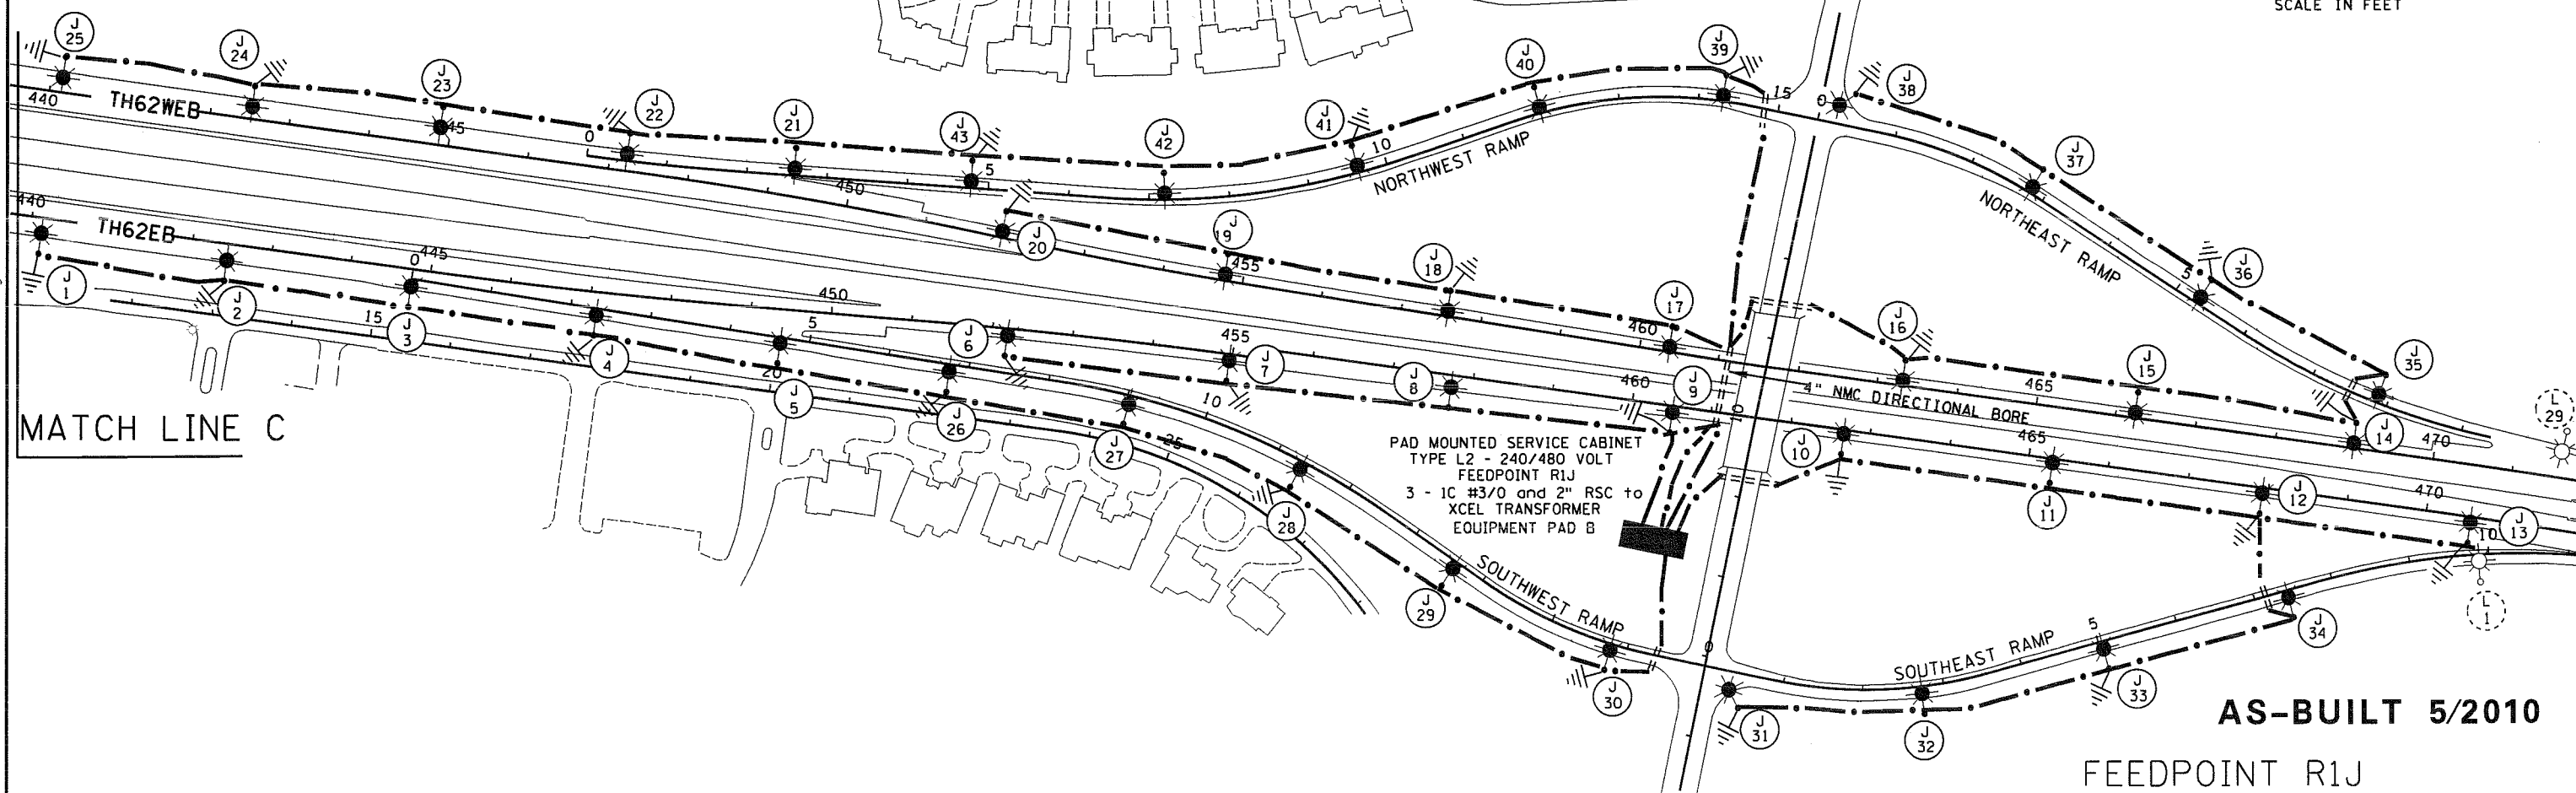 SCALE IN FEET
J 25
J 24
J 23
J 22
J 21
J 43
J 42
J 41
J 40
J 39
J 38
J 37
J 36
J 35
440
TH62WEB
45
0
450
5
10
15
0
NORTHWEST RAMP
NORTHEAST RAMP
5
440
TH62EB
445
0
450
5
455
J 20
J 19
455
J 18
J 17
460
J 16
J 15
465
J 14
470
L 29
J 1
J 2
15
J 3
J 4
20
J 5
J 6
J 7
J 8
460
J 9
10
4" NMC DIRECTIONAL BORE
465
J 10
J 11
J 12
470
J 13
10
L 1
MATCH LINE C
J 26
10
J 27
25
J 28
J 29
J 30
PAD MOUNTED SERVICE CABINET
TYPE L2 - 240/480 VOLT
FEEDPOINT R1J
3 - 1C #3/0 and 2" RSC to
XCEL TRANSFORMER
EQUIPMENT PAD B
SOUTHWEST RAMP
0
SOUTHEAST RAMP
5
J 31
J 32
J 33
J 34
AS-BUILT 5/2010
FEEDPOINT R1J